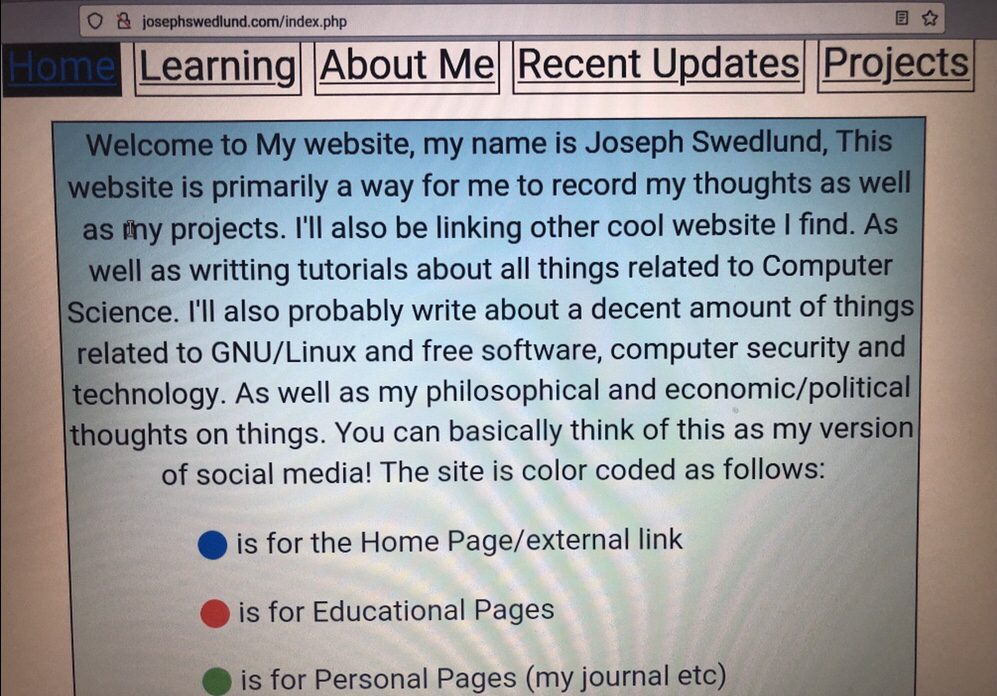 josephswedlund.com/index.php
Home Learning About Me Recent Updates Projects
Welcome to My website, my name is Joseph Swedlund, This
website is primarily a way for me to record my thoughts as well
as my projects. I'll also be linking other cool website I find. As
well as writting tutorials about all things related to Computer
Science. I'll also probably write about a decent amount of things
related to GNU/Linux and free software, computer security and
technology. As well as my philosophical and economic/political
thoughts on things. You can basically think of this as my version
of social media! The site is color coded as follows:
is for the Home Page/external link
is for Educational Pages
is for Personal Pages (my journal etc)